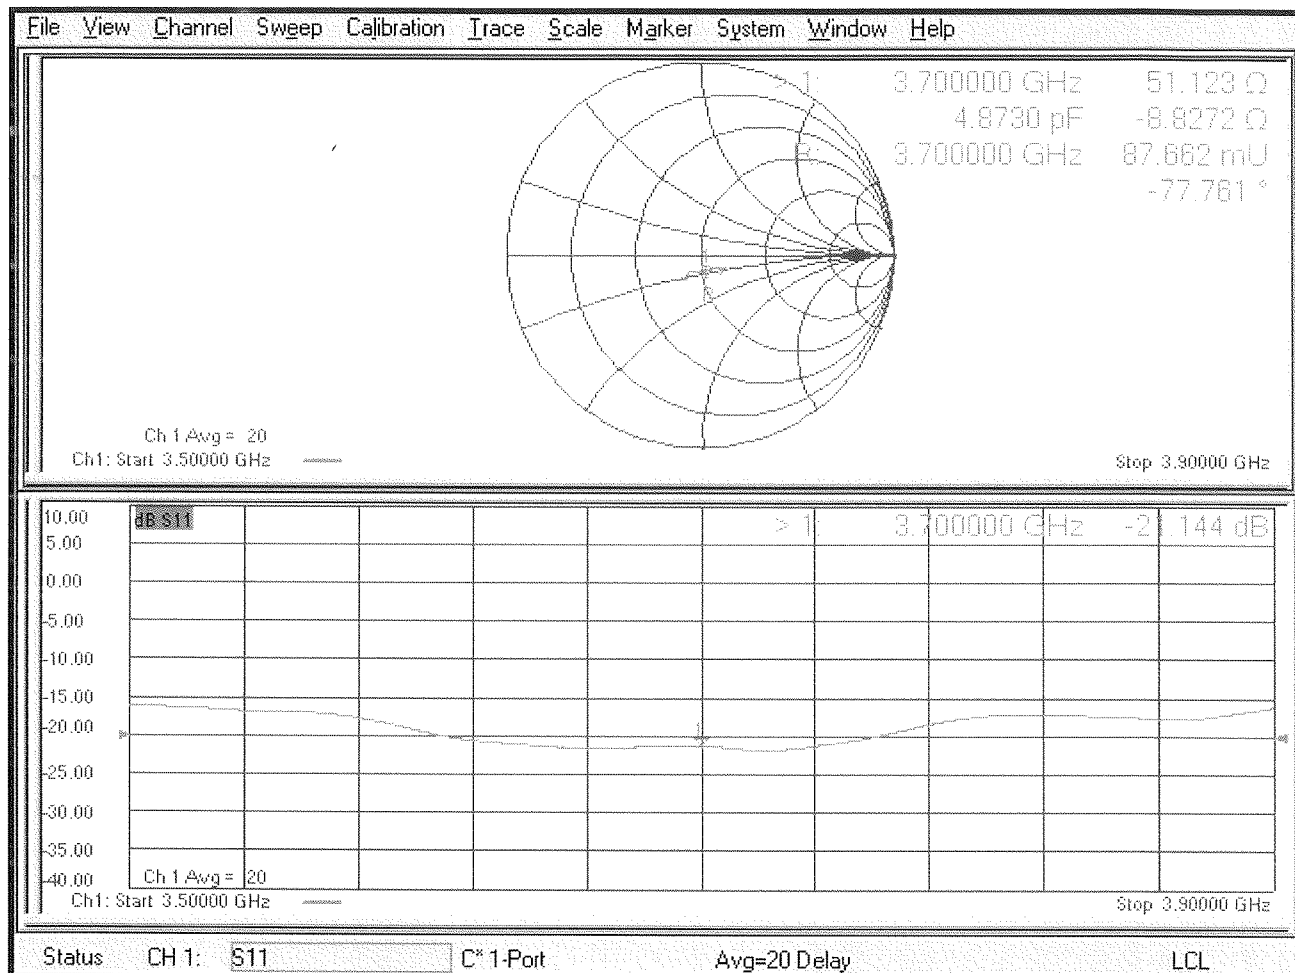 File View Channel Sweep Calibration Trace Scale Marker System Window Help
> 1: 3.700000 GHz 51.123 Ω
4.8730 pF -8.8272 Ω
R: 3.700000 GHz 87.662 mU
-77.761 °
Ch 1 Avg = 20
Ch1: Start 3.50000 GHz
Stop 3.90000 GHz
10.00
dB S11
> 1: 3.700000 GHz -21.144 dB
5.00
0.00
-5.00
-10.00
-15.00
-20.00
-25.00
-30.00
-35.00
-40.00
Ch 1 Avg = 20
Ch1: Start 3.50000 GHz
Stop 3.90000 GHz
Status CH 1: S11 C* 1-Port Avg=20 Delay LCL